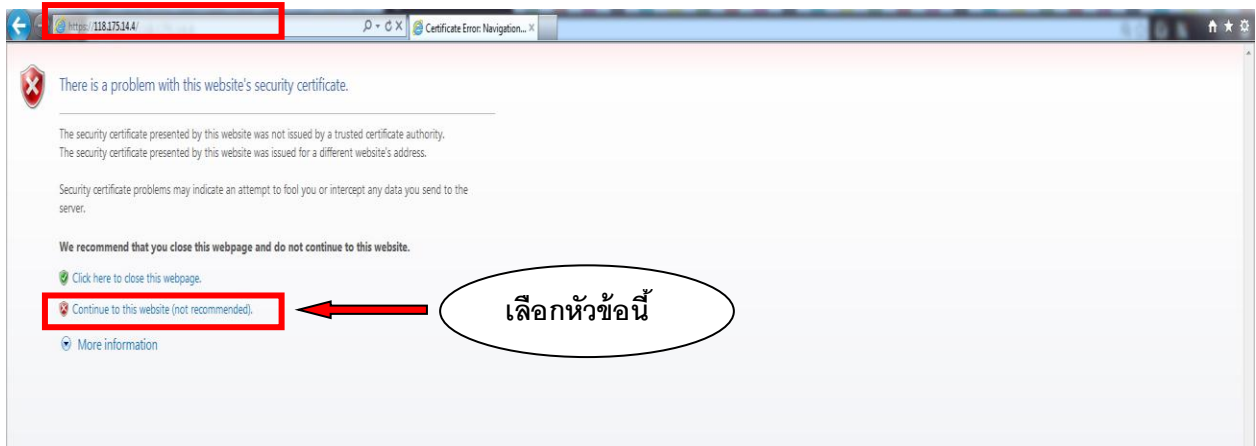 https://118.175.14.4/
Certificate Error: Navigation...
There is a problem with this website's security certificate.
The security certificate presented by this website was not issued by a trusted certificate authority.
The security certificate presented by this website was issued for a different website's address.
Security certificate problems may indicate an attempt to fool you or intercept any data you send to the
server.
We recommend that you close this webpage and do not continue to this website.
Click here to close this webpage.
Continue to this website (not recommended).
เลือกหัวข้อนี้
More information